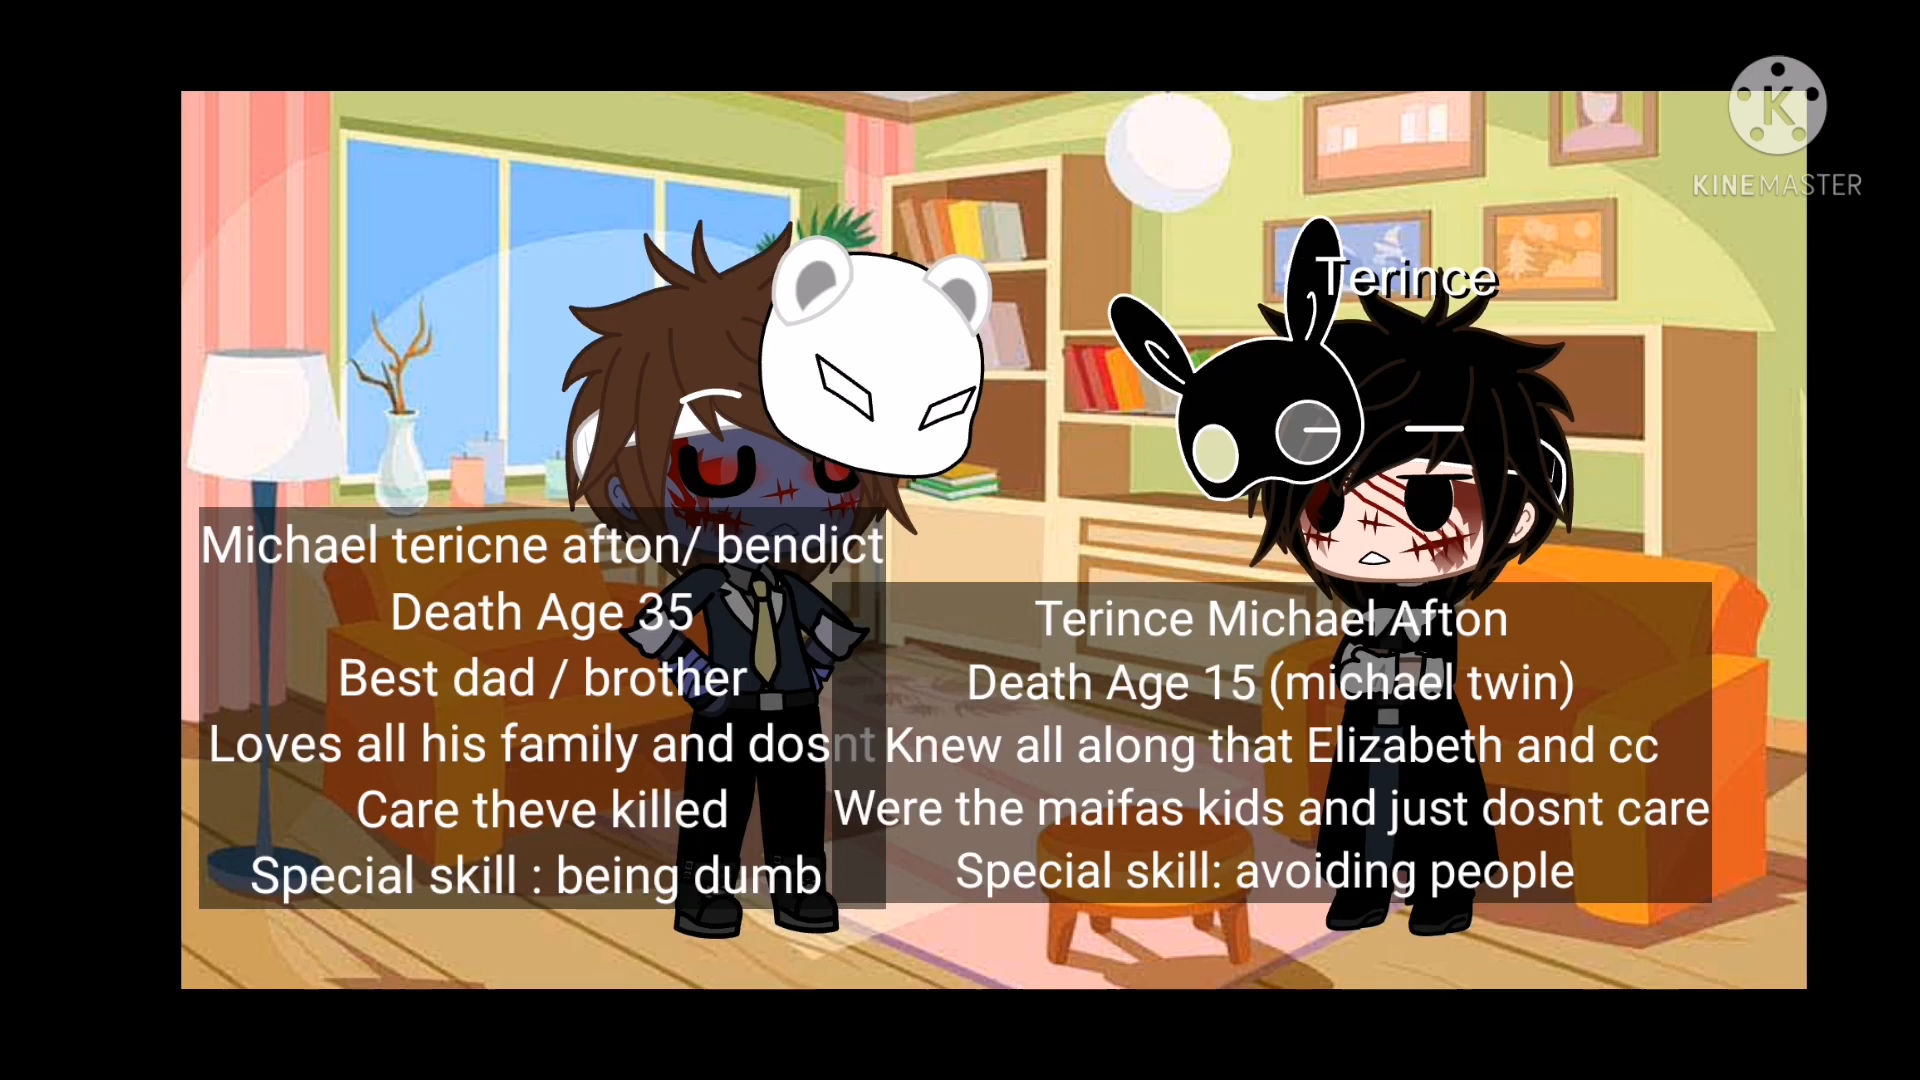 K
KINEMASTER
Terince
Michael tericne afton/ bendict
Death Age 35
Best dad / brother
Loves all his family and dosnt
Care theve killed
Special skill : being dumb
Terince Michael Afton
Death Age 15 (michael twin)
Knew all along that Elizabeth and cc
Were the maifas kids and just dosnt care
Special skill: avoiding people